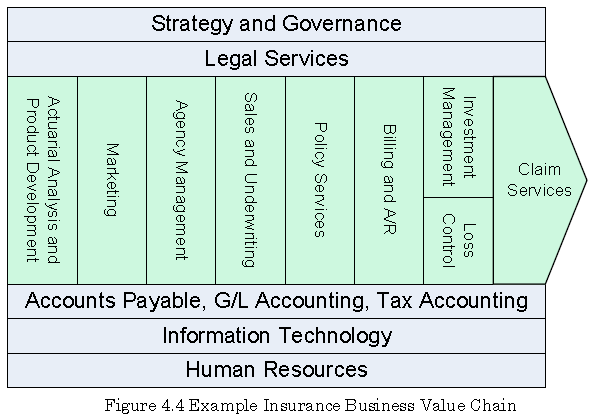 Strategy and Governance
Legal Services
Actuarial Analysis and
Product Development
Marketing
Agency Management
Sales and Underwriting
Policy Services
Billing and A/R
Investment
Management
Loss
Control
Claim
Services
Accounts Payable, G/L Accounting, Tax Accounting
Information Technology
Human Resources
Figure 4.4 Example Insurance Business Value Chain